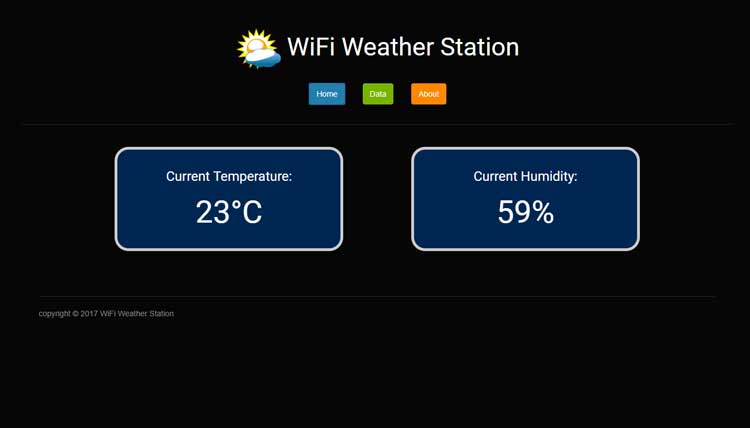 WiFi Weather Station
Home Data About
Current Temperature: Current Humidity:
23°C 59%
copyright © 2017 WiFi Weather Station